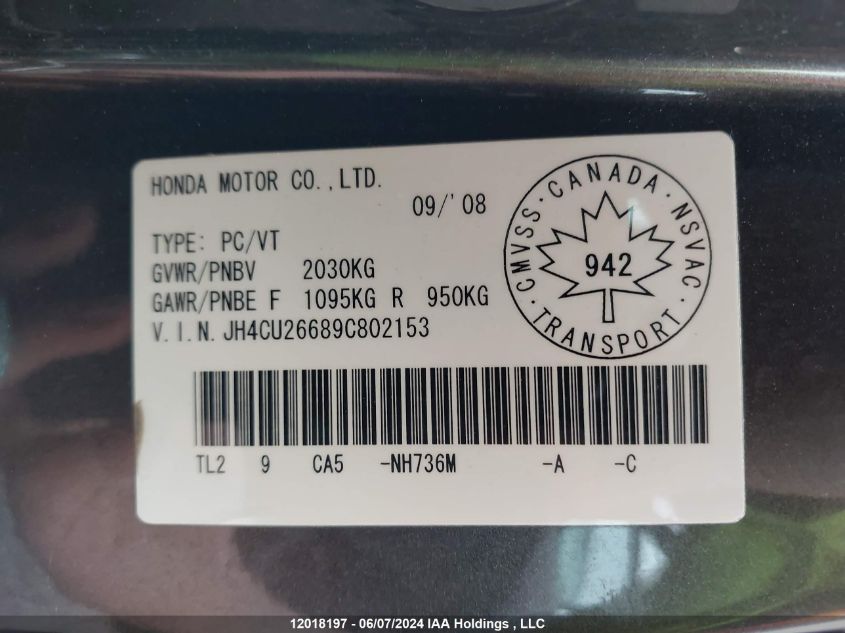 HONDA MOTOR CO.,LTD.
09/'08
TYPE: PC/VT
GVWR/PNBV 2030KG
GAWR/PNBE F 1095KG R 950KG
V.I.N. JH4CU26689C802153
CMVSS · CANADA · NSVAC · TRANSPORT ·
942
TL2 9 CA5 -NH736M -A -C
12018197 - 06/07/2024 IAA Holdings , LLC